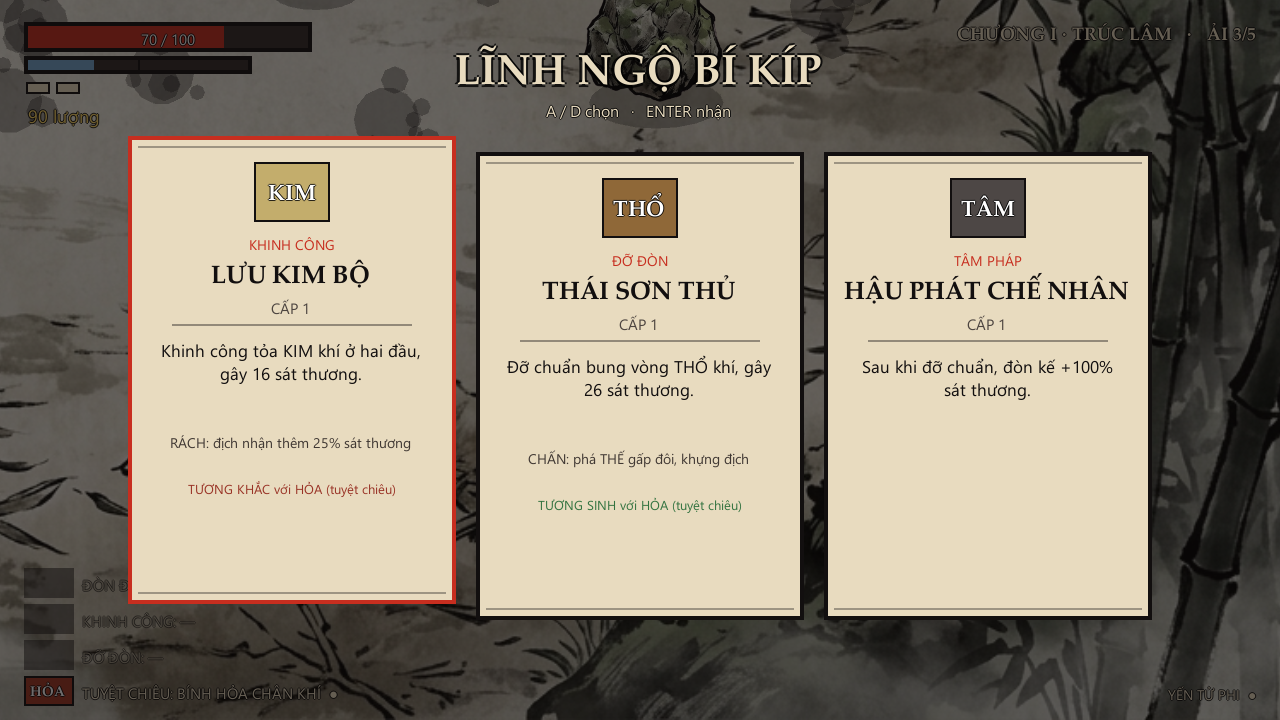 70 / 100
90 lượng
CHƯƠNG I · TRÚC LÂM · ẢI 3/5
LĨNH NGỘ BÍ KÍP
A / D chọn · ENTER nhận
KIM
KHINH CÔNG
LƯU KIM BỘ
CẤP 1
Khinh công tỏa KIM khí ở hai đầu,
gây 16 sát thương.
RÁCH: địch nhận thêm 25% sát thương
TƯƠNG KHẮC với HỎA (tuyệt chiêu)
THỔ
ĐỠ ĐÒN
THÁI SƠN THỦ
CẤP 1
Đỡ chuẩn bung vòng THỔ khí, gây
26 sát thương.
CHẤN: phá THẾ gấp đôi, khựng địch
TƯƠNG SINH với HỎA (tuyệt chiêu)
TÂM
TÂM PHÁP
HẬU PHÁT CHẾ NHÂN
CẤP 1
Sau khi đỡ chuẩn, đòn kế +100%
sát thương.
ĐÒN
KHINH CÔNG: —
ĐỠ ĐÒN: —
HỎA
TUYỆT CHIÊU: BÍNH HỎA CHÂN KHÍ
YẾN TỬ PHI